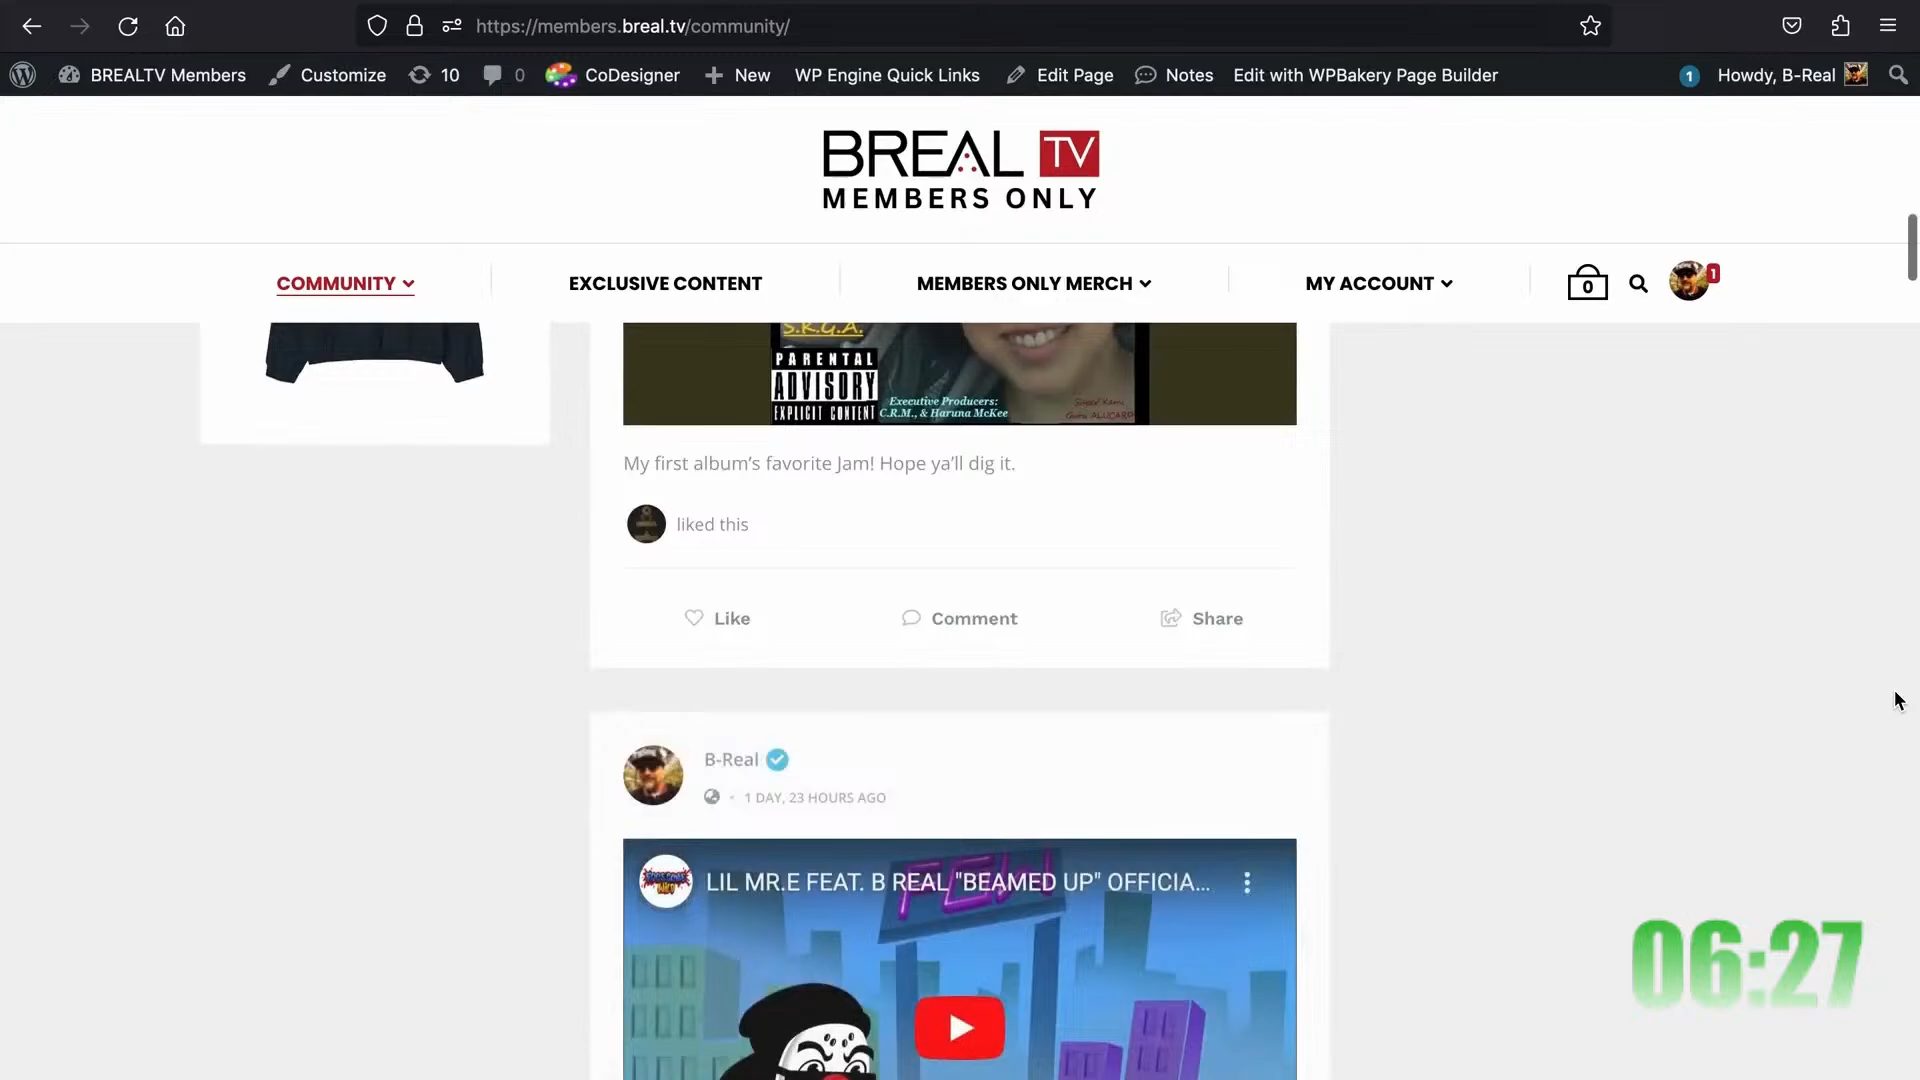 https://members.breal.tv/community/
BREALTV Members Customize 10 0 CoDesigner New WP Engine Quick Links Edit Page Notes Edit with WPBakery Page Builder 1 Howdy, B-Real
BREAL TV
MEMBERS ONLY
COMMUNITY EXCLUSIVE CONTENT MEMBERS ONLY MERCH MY ACCOUNT 0 1
S.K.G.A.
PARENTAL
ADVISORY
EXPLICIT CONTENT
Executive Producers:
C.R.M., & Haruna McKee
My first album’s favorite Jam! Hope ya’ll dig it.
liked this
Like Comment Share
B-Real
1 DAY, 23 HOURS AGO
LIL MR.E FEAT. B REAL "BEAMED UP" OFFICIA...
06:27